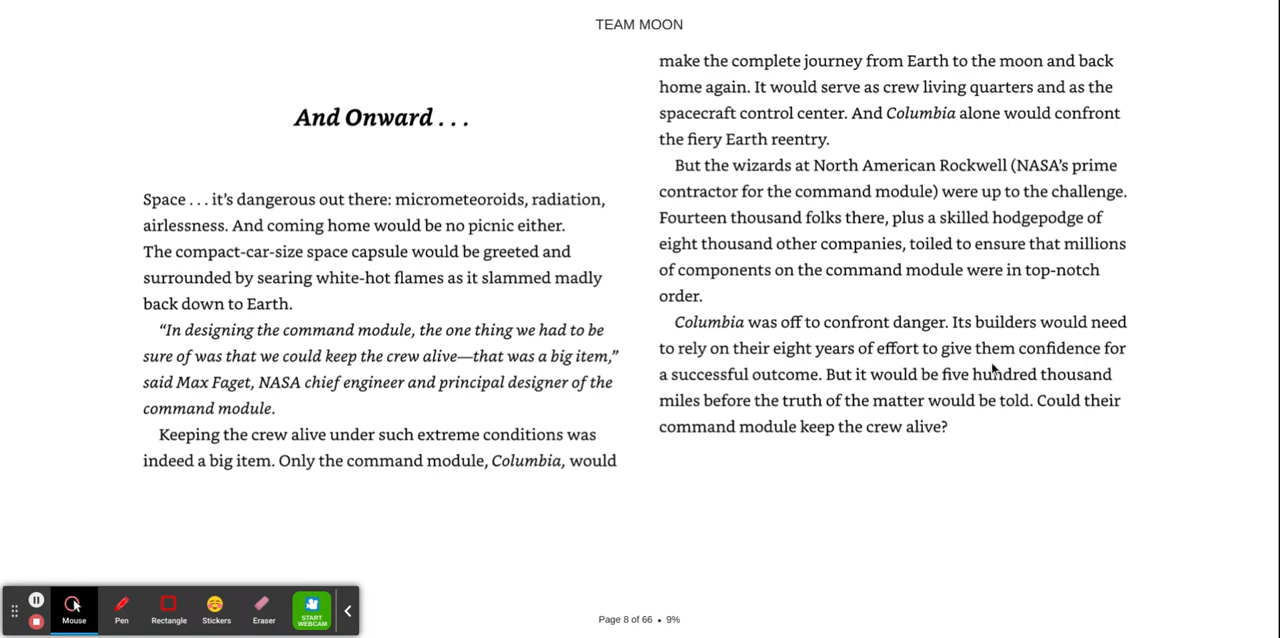 TEAM MOON
And Onward . . .
Space . . . it’s dangerous out there: micrometeoroids, radiation,
airlessness. And coming home would be no picnic either.
The compact-car-size space capsule would be greeted and
surrounded by searing white-hot flames as it slammed madly
back down to Earth.
“In designing the command module, the one thing we had to be
sure of was that we could keep the crew alive—that was a big item,”
said Max Faget, NASA chief engineer and principal designer of the
command module.
Keeping the crew alive under such extreme conditions was
indeed a big item. Only the command module, Columbia, would
make the complete journey from Earth to the moon and back
home again. It would serve as crew living quarters and as the
spacecraft control center. And Columbia alone would confront
the fiery Earth reentry.
But the wizards at North American Rockwell (NASA’s prime
contractor for the command module) were up to the challenge.
Fourteen thousand folks there, plus a skilled hodgepodge of
eight thousand other companies, toiled to ensure that millions
of components on the command module were in top-notch
order.
Columbia was off to confront danger. Its builders would need
to rely on their eight years of effort to give them confidence for
a successful outcome. But it would be five hundred thousand
miles before the truth of the matter would be told. Could their
command module keep the crew alive?
Mouse
Pen
Rectangle
Stickers
Eraser
START
WEBCAM
Page 8 of 66 • 9%